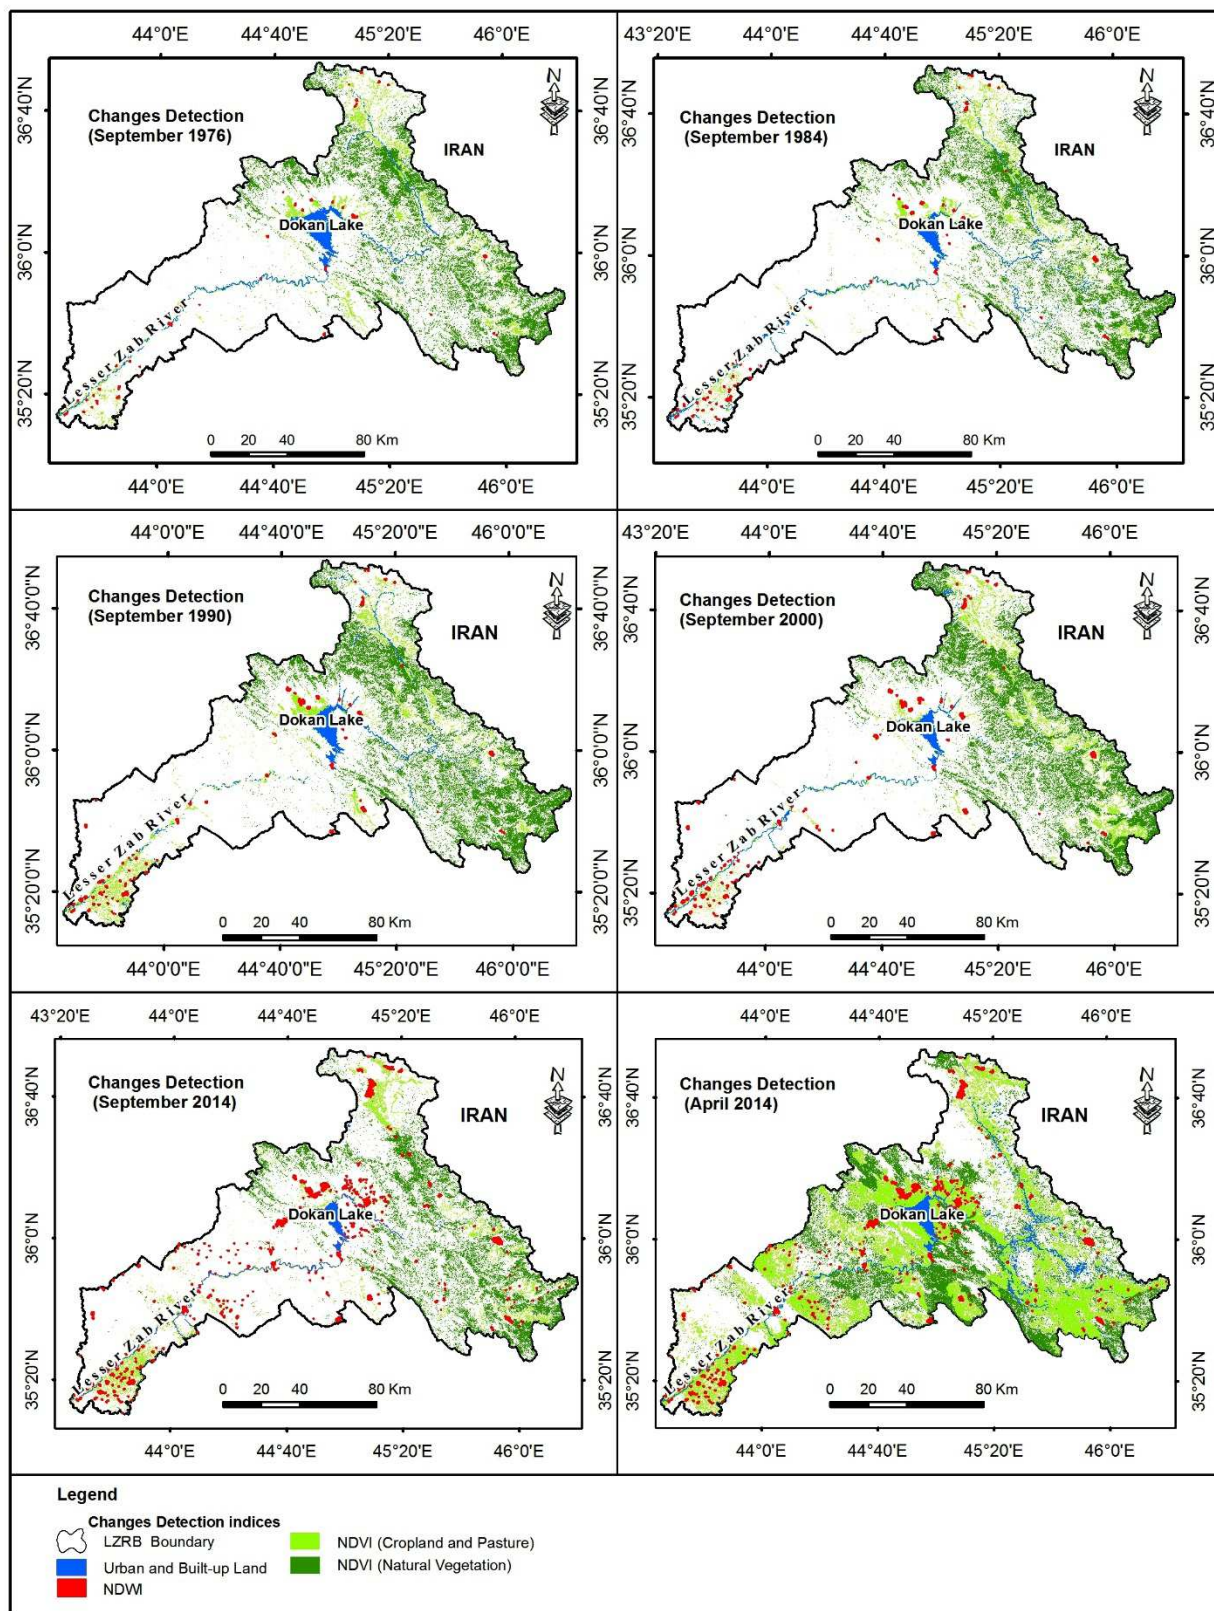 44°0'E 44°40'E 45°20'E 46°0'E
36°40'N
36°0'N
35°20'N
Changes Detection
(September 1976)
N
IRAN
Dokan Lake
Lesser Zab River
0 20 40 80 Km
36°40'N
36°0'N
35°20'N
44°0'E 44°40'E 45°20'E 46°0'E
43°20'E 44°0'E 44°40'E 45°20'E 46°0'E
36°40'N
36°0'N
35°20'N
Changes Detection
(September 1984)
N
IRAN
Dokan Lake
Lesser Zab River
0 20 40 80 Km
36°40'N
36°0'N
35°20'N
44°0'E 44°40'E 45°20'E 46°0'E
44°0'0"E 44°40'0"E 45°20'0"E 46°0'0"E
36°40'0"N
36°0'0"N
35°20'0"N
Changes Detection
(September 1990)
N
IRAN
Dokan Lake
Lesser Zab River
0 20 40 80 Km
36°40'0"N
36°0'0"N
35°20'0"N
44°0'0"E 44°40'0"E 45°20'0"E 46°0'0"E
43°20'E 44°0'E 44°40'E 45°20'E 46°0'E
36°40'N
36°0'N
35°20'N
Changes Detection
(September 2000)
N
IRAN
Dokan Lake
Lesser Zab River
0 20 40 80 Km
36°40'N
36°0'N
35°20'N
44°0'E 44°40'E 45°20'E 46°0'E
43°20'E 44°0'E 44°40'E 45°20'E 46°0'E
36°40'N
36°0'N
35°20'N
Changes Detection
(September 2014)
N
IRAN
Dokan Lake
Lesser Zab River
0 20 40 80 Km
36°40'N
36°0'N
35°20'N
44°0'E 44°40'E 45°20'E 46°0'E
44°0'E 44°40'E 45°20'E 46°0'E
36°40'N
36°0'N
35°20'N
Changes Detection
(April 2014)
N
IRAN
Dokan Lake
Lesser Zab River
0 20 40 80 Km
36°40'N
36°0'N
35°20'N
44°0'E 44°40'E 45°20'E 46°0'E
Legend
Changes Detection indices
LZRB Boundary
Urban and Built-up Land
NDWI
NDVI (Cropland and Pasture)
NDVI (Natural Vegetation)